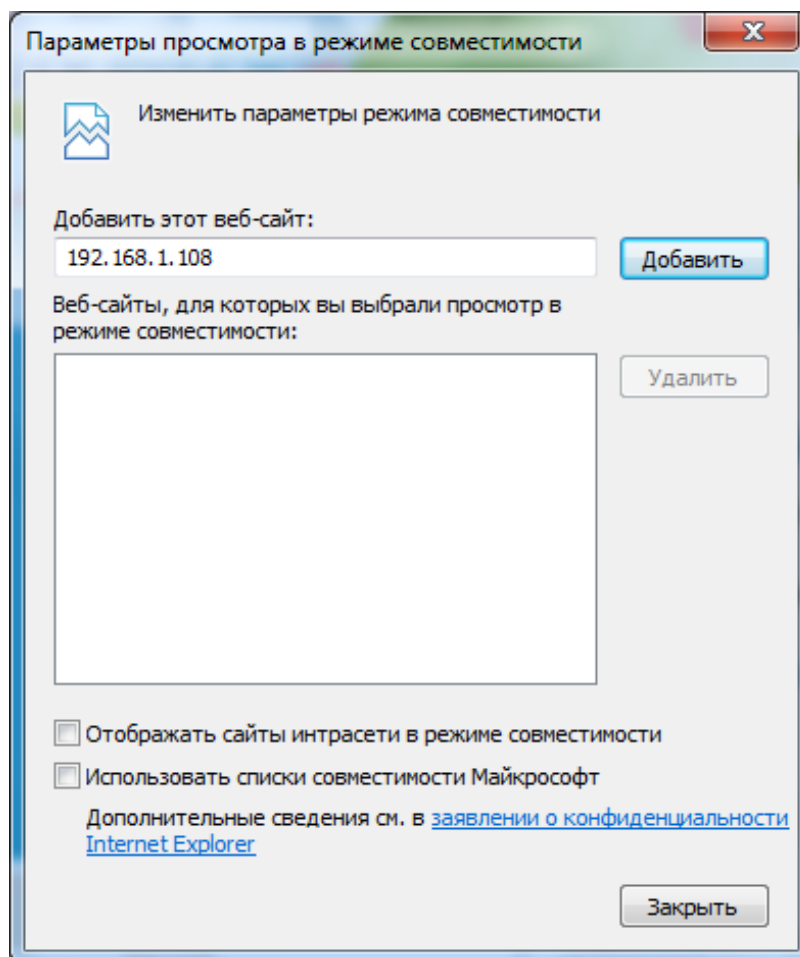 Параметры просмотра в режиме совместимости
X
Изменить параметры режима совместимости
Добавить этот веб-сайт:
192.168.1.108
Добавить
Веб-сайты, для которых вы выбрали просмотр в
режиме совместимости:
Удалить
Отображать сайты интрасети в режиме совместимости
Использовать списки совместимости Майкрософт
Дополнительные сведения см. в заявлении о конфиденциальности
Internet Explorer
Закрыть